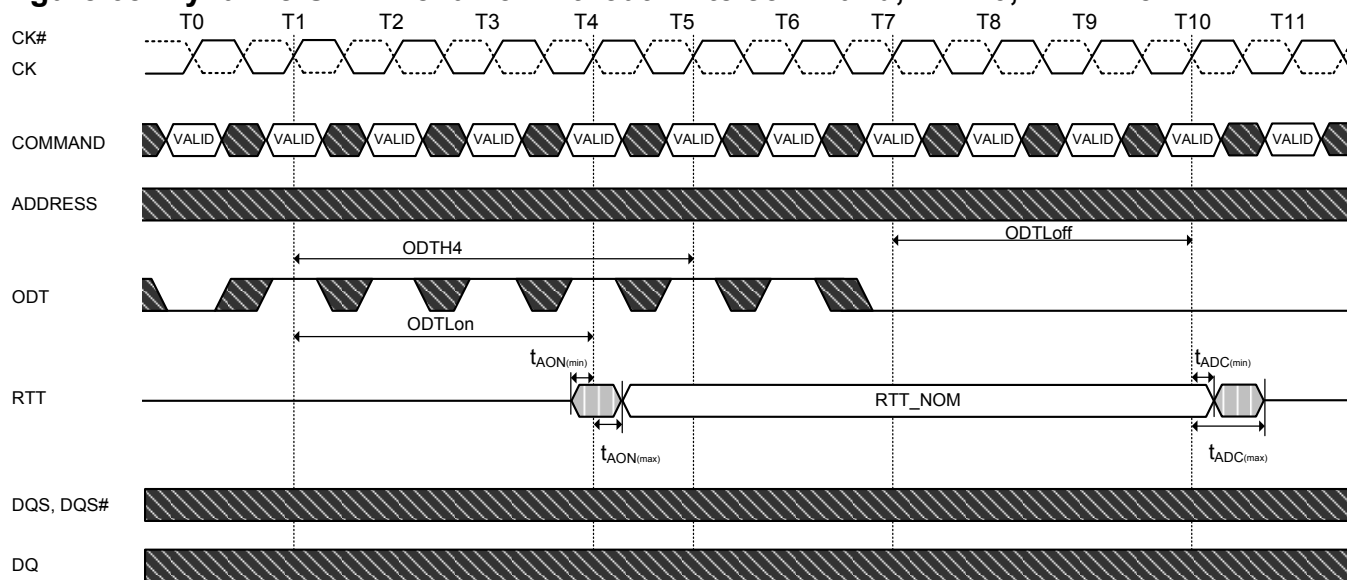 T0 T1 T2 T3 T4 T5 T6 T7 T8 T9 T10 T11
CK#
CK
COMMAND VALID VALID VALID VALID VALID VALID VALID VALID VALID VALID VALID VALID
ADDRESS
ODTLoff
ODTH4
ODT
ODTLon
tAON(min) tADC(min)
RTT RTT_NOM
tAON(max) tADC(max)
DQS, DQS#
DQ